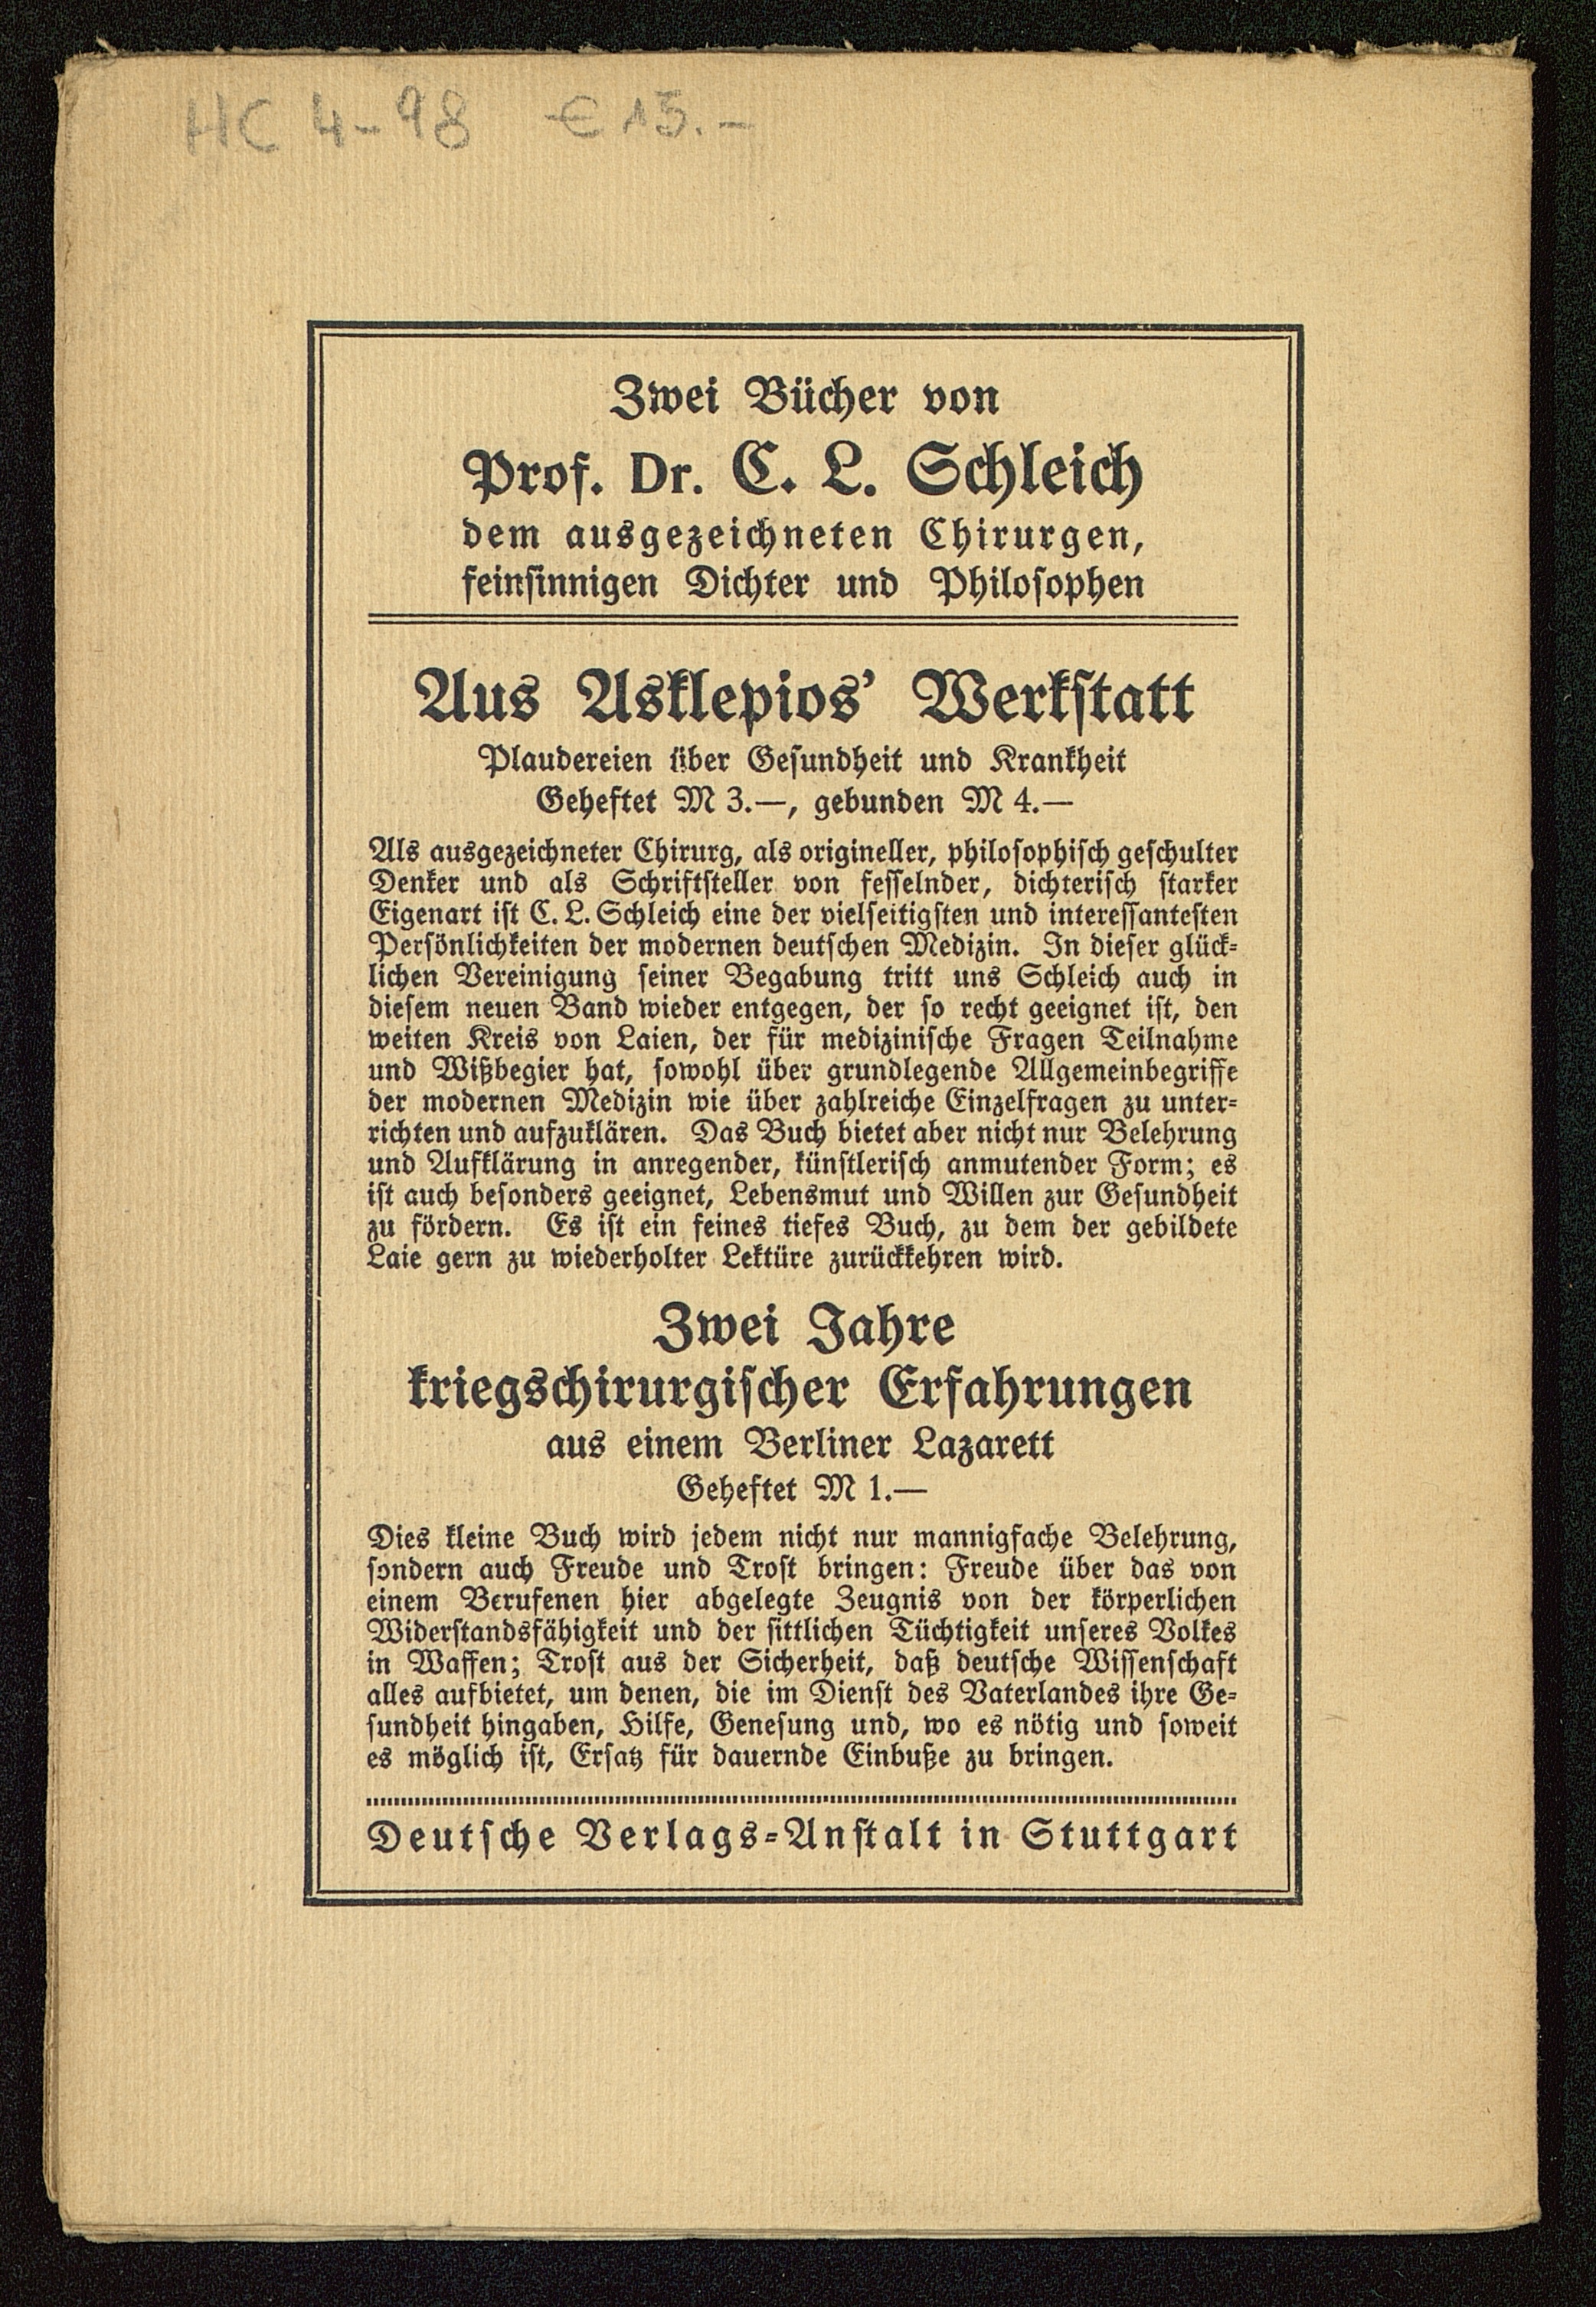 HC 4-98 € 15.-
Zwei Bücher von
Prof. Dr. C. L. Schleich
dem ausgezeichneten Chirurgen,
feinsinnigen Dichter und Philosophen
Aus Asklepios' Werkstatt
Plaudereien über Gesundheit und Krankheit
Geheftet M 3.—, gebunden M 4.—
Als ausgezeichneter Chirurg, als origineller, philosophisch geschulter
Denker und als Schriftsteller von fesselnder, dichterisch starker
Eigenart ist C. L. Schleich eine der vielseitigsten und interessantesten
Persönlichkeiten der modernen deutschen Medizin. In dieser glück-
lichen Vereinigung seiner Begabung tritt uns Schleich auch in
diesem neuen Band wieder entgegen, der so recht geeignet ist, den
weiten Kreis von Laien, der für medizinische Fragen Teilnahme
und Wißbegier hat, sowohl über grundlegende Allgemeinbegriffe
der modernen Medizin wie über zahlreiche Einzelfragen zu unter-
richten und aufzuklären. Das Buch bietet aber nicht nur Belehrung
und Aufklärung in anregender, künstlerisch anmutender Form; es
ist auch besonders geeignet, Lebensmut und Willen zur Gesundheit
zu fördern. Es ist ein feines tiefes Buch, zu dem der gebildete
Laie gern zu wiederholter Lektüre zurückkehren wird.
Zwei Jahre
kriegschirurgischer Erfahrungen
aus einem Berliner Lazarett
Geheftet M 1.—
Dies kleine Buch wird jedem nicht nur mannigfache Belehrung,
sondern auch Freude und Trost bringen: Freude über das von
einem Berufenen hier abgelegte Zeugnis von der körperlichen
Widerstandsfähigkeit und der sittlichen Tüchtigkeit unseres Volkes
in Waffen; Trost aus der Sicherheit, daß deutsche Wissenschaft
alles aufbietet, um denen, die im Dienst des Vaterlandes ihre Ge-
sundheit hingaben, Hilfe, Genesung und, wo es nötig und soweit
es möglich ist, Ersatz für dauernde Einbuße zu bringen.
Deutsche Verlags-Anstalt in Stuttgart